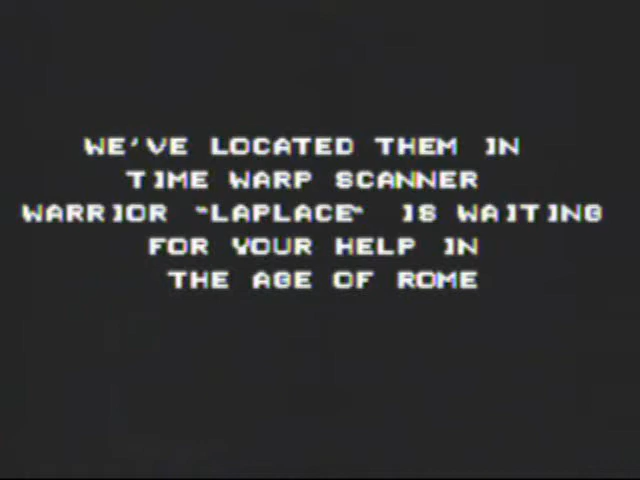 WE'VE LOCATED THEM IN
TIME WARP SCANNER
WARRIOR "LAPLACE" IS WAITING
FOR YOUR HELP IN
THE AGE OF ROME